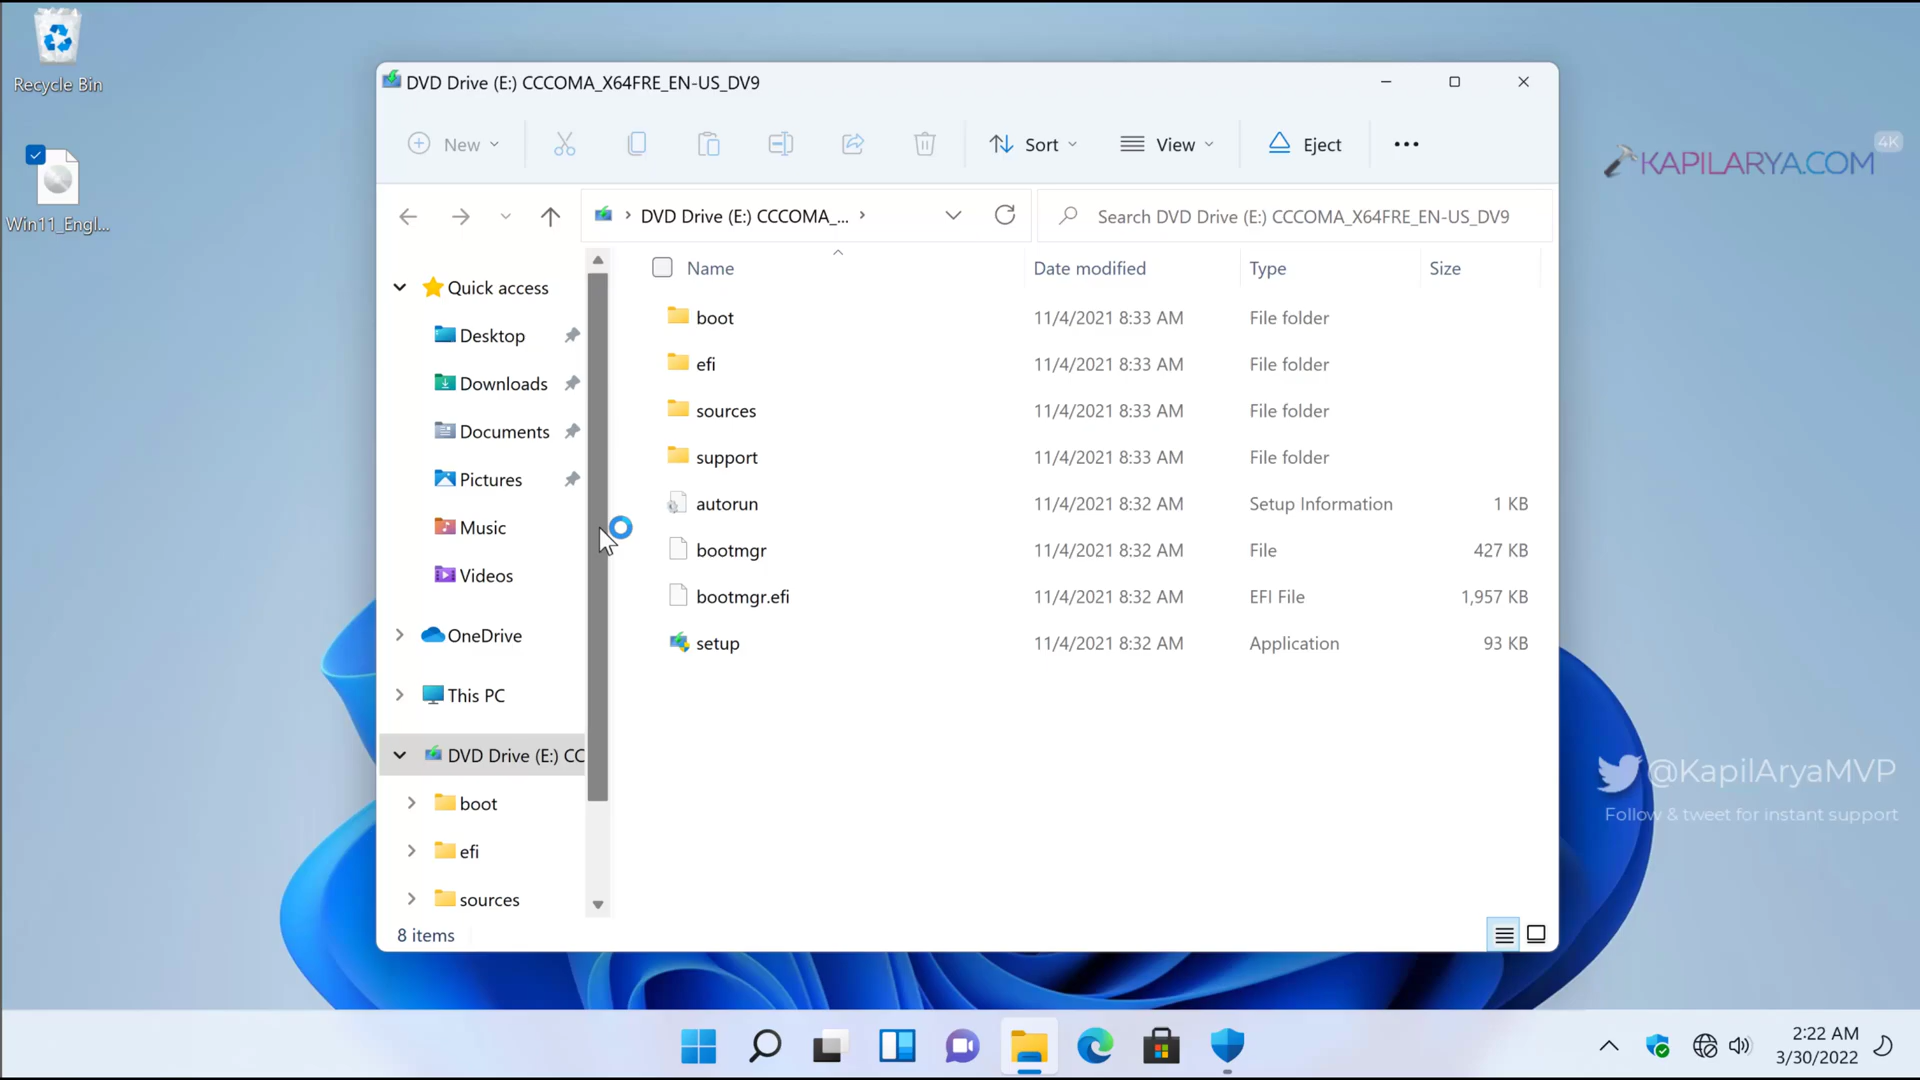 Recycle Bin
Win11_Engl...
DVD Drive (E:) CCCOMA_X64FRE_EN-US_DV9
New
Sort
View
Eject
DVD Drive (E:) CCCOMA_...
Search DVD Drive (E:) CCCOMA_X64FRE_EN-US_DV9
4K
KAPILARYA.COM
Quick access
Desktop
Downloads
Documents
Pictures
Music
Videos
OneDrive
This PC
DVD Drive (E:) CC
boot
efi
sources
Name Date modified Type Size
boot 11/4/2021 8:33 AM File folder
efi 11/4/2021 8:33 AM File folder
sources 11/4/2021 8:33 AM File folder
support 11/4/2021 8:33 AM File folder
autorun 11/4/2021 8:32 AM Setup Information 1 KB
bootmgr 11/4/2021 8:32 AM File 427 KB
bootmgr.efi 11/4/2021 8:32 AM EFI File 1,957 KB
setup 11/4/2021 8:32 AM Application 93 KB
8 items
@KapilAryaMVP
Follow & tweet for instant support
2:22 AM
3/30/2022